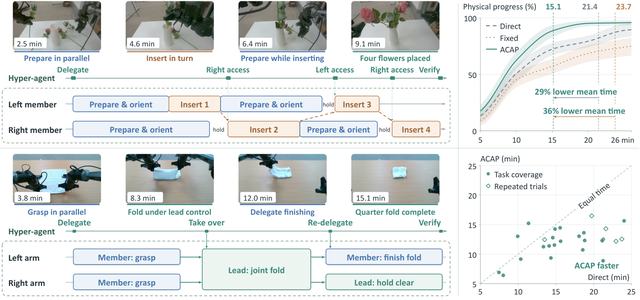 2.5 min
4.6 min
6.4 min
9.1 min
Prepare in parallel
Insert in turn
Prepare while inserting
Four flowers placed
Delegate
Right access
Left access
Right access
Verify
Hyper-agent
Left member
Prepare & orient
Insert 1
Prepare & orient
hold
Insert 3
Right member
Prepare & orient
hold
Insert 2
Prepare & orient
hold
Insert 4
3.8 min
8.3 min
12.0 min
15.1 min
Grasp in parallel
Fold under lead control
Delegate finishing
Quarter fold complete
Delegate
Take over
Re-delegate
Verify
Hyper-agent
Left arm
Member: grasp
Lead: joint fold
Member: finish fold
Right arm
Member: grasp
Lead: hold clear
Physical progress (%)
15.1
21.4
23.7
100
Direct
Fixed
ACAP
50
29% lower mean time
36% lower mean time
0
5
10
15
20
26 min
ACAP (min)
25
Task coverage
Repeated trials
20
Equal time
15
10
ACAP faster
5
Direct (min)
5
10
15
20
25